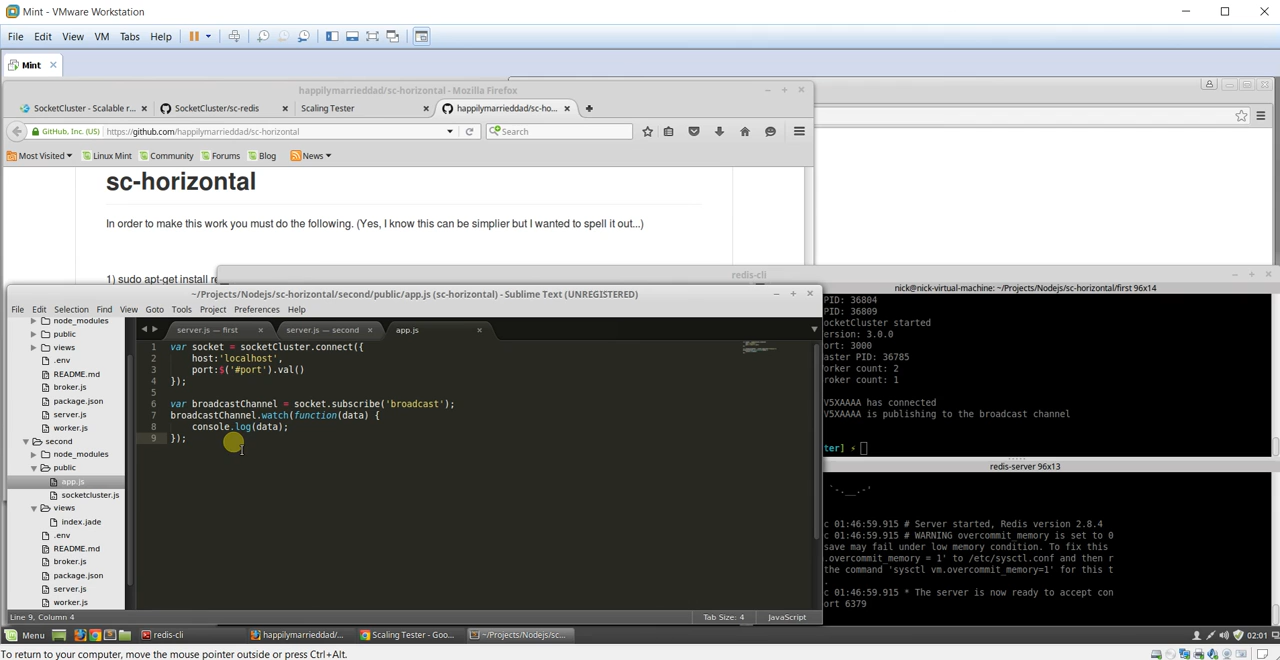 Mint - VMware Workstation
File Edit View VM Tabs Help
Mint
happilymarrieddad/sc-horizontal - Mozilla Firefox
SocketCluster - Scalable r... SocketCluster/sc-redis Scaling Tester happilymarrieddad/sc-ho...
GitHub, Inc. (US) https://github.com/happilymarrieddad/sc-horizontal Search
Most Visited Linux Mint Community Forums Blog News
sc-horizontal
In order to make this work you must do the following. (Yes, I know this can be simplier but I wanted to spell it out...)
1) sudo apt-get install re
redis-cli
~/Projects/Nodejs/sc-horizontal/second/public/app.js (sc-horizontal) - Sublime Text (UNREGISTERED)
File Edit Selection Find View Goto Tools Project Preferences Help
node_modules
public
views
.env
README.md
broker.js
package.json
server.js
worker.js
second
node_modules
public
app.js
socketcluster.js
views
index.jade
.env
README.md
broker.js
package.json
server.js
worker.js
server.js — first server.js — second app.js
1 var socket = socketCluster.connect({
2 host:'localhost',
3 port:$('#port').val()
4 });
5
6 var broadcastChannel = socket.subscribe('broadcast');
7 broadcastChannel.watch(function(data) {
8 console.log(data);
9 });
Line 9, Column 4 Tab Size: 4 JavaScript
nick@nick-virtual-machine: ~/Projects/Nodejs/sc-horizontal/first 96x14
PID: 36804
ocketCluster started
ersion: 3.0.0
ort: 3000
aster PID: 36785
orker count: 2
roker count: 1
V5XAAAA has connected
V5XAAAA is publishing to the broadcast channel
ter] ⚡
redis-server 96x13
`-.__.-'
c 01:46:59.915 # Server started, Redis version 2.8.4
c 01:46:59.915 # WARNING overcommit_memory is set to 0
save may fail under low memory condition. To fix this
.overcommit_memory = 1' to /etc/sysctl.conf and then r
the command 'sysctl vm.overcommit_memory=1' for this t
.
c 01:46:59.915 * The server is now ready to accept con
ort 6379
Menu redis-cli happilymarrieddad/... Scaling Tester - Goo... ~/Projects/Nodejs/sc... 02:01
To return to your computer, move the mouse pointer outside or press Ctrl+Alt.